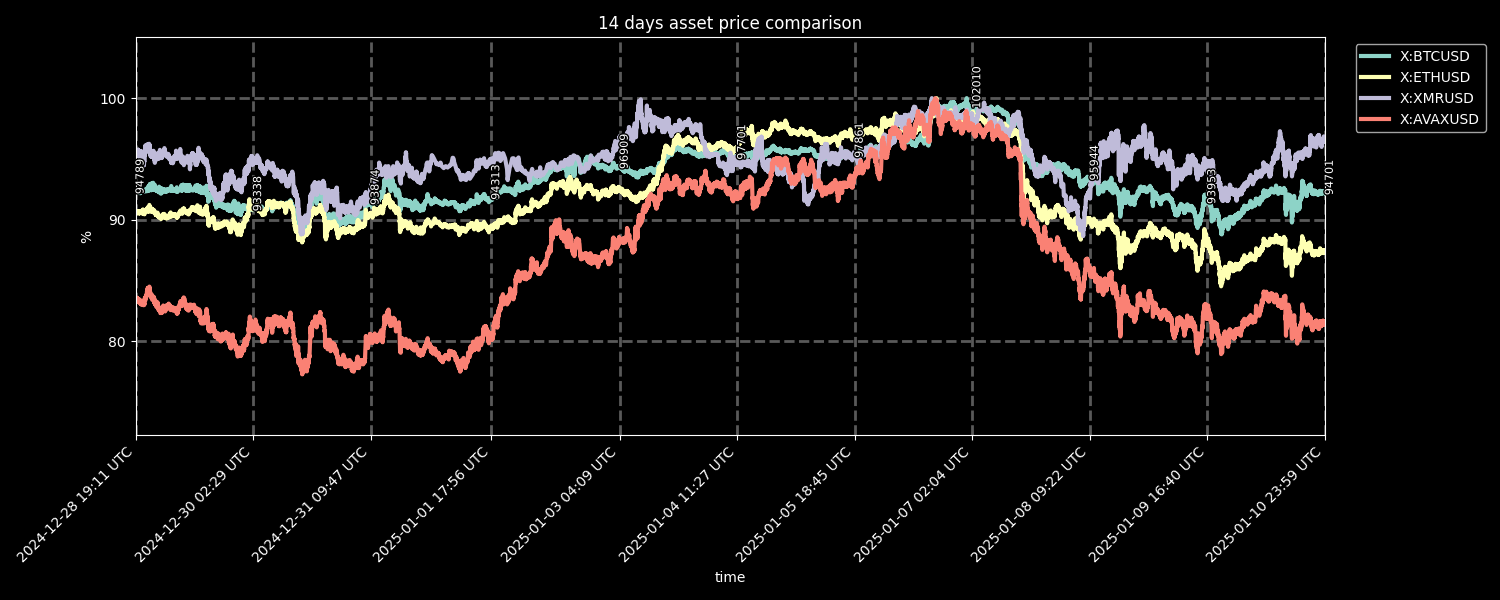 14 days asset price comparison
X:BTCUSD
X:ETHUSD
X:XMRUSD
X:AVAXUSD
100
90
80
%
94789
93338
93874
94313
96909
97701
97861
102010
95944
93953
94701
2024-12-28 19:11 UTC
2024-12-30 02:29 UTC
2024-12-31 09:47 UTC
2025-01-01 17:56 UTC
2025-01-03 04:09 UTC
2025-01-04 11:27 UTC
2025-01-05 18:45 UTC
2025-01-07 02:04 UTC
2025-01-08 09:22 UTC
2025-01-09 16:40 UTC
2025-01-10 23:59 UTC
time